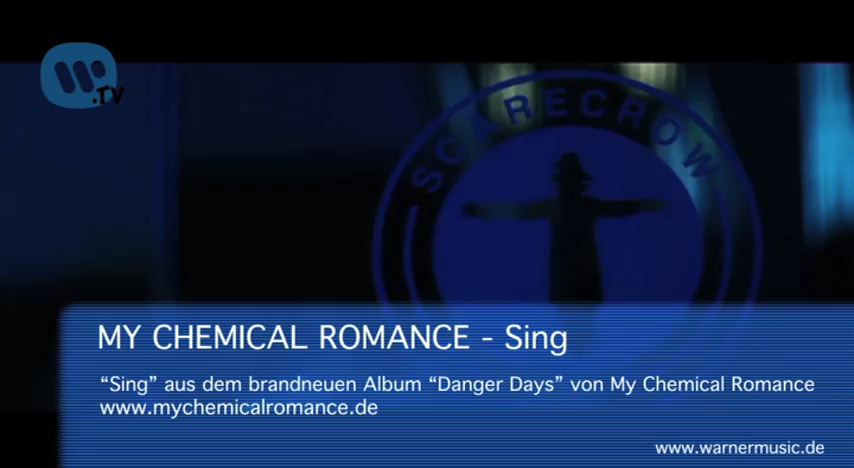 .TV
SCARECROW
MY CHEMICAL ROMANCE - Sing
“Sing” aus dem brandneuen Album “Danger Days” von My Chemical Romance
www.mychemicalromance.de
www.warnermusic.de